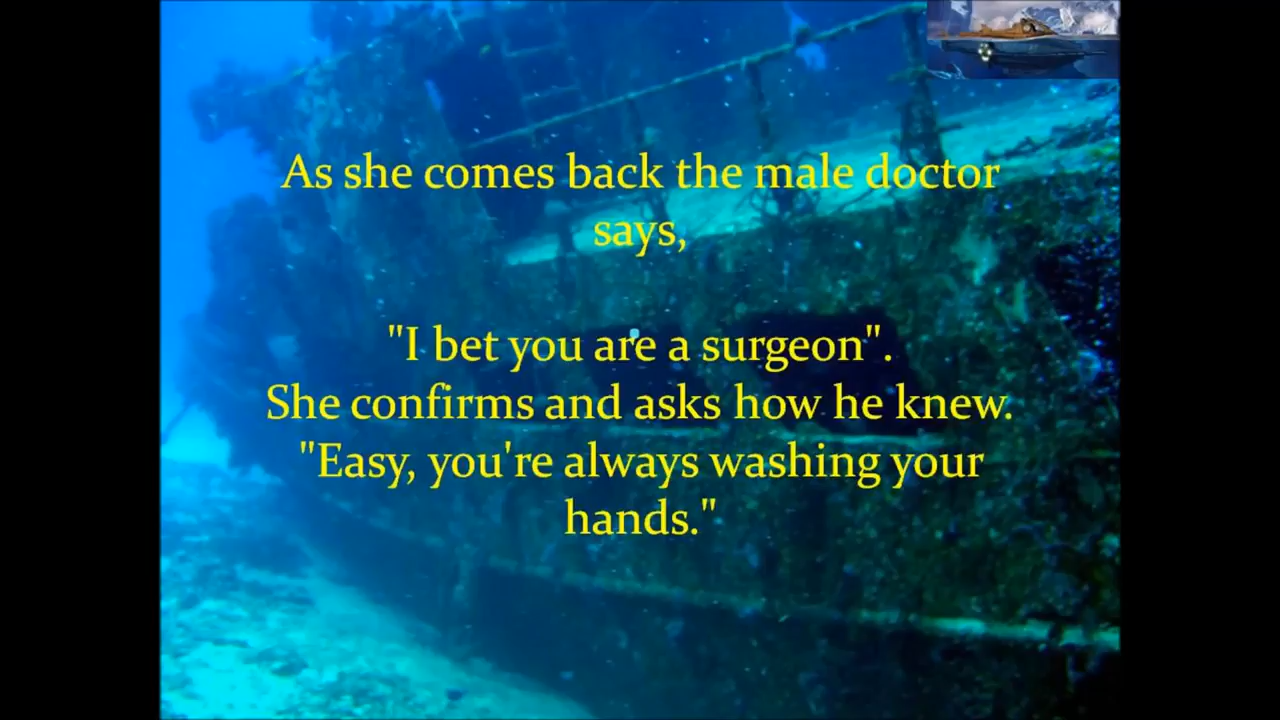 As she comes back the male doctor
says,
"I bet you are a surgeon".
She confirms and asks how he knew.
"Easy, you're always washing your
hands."